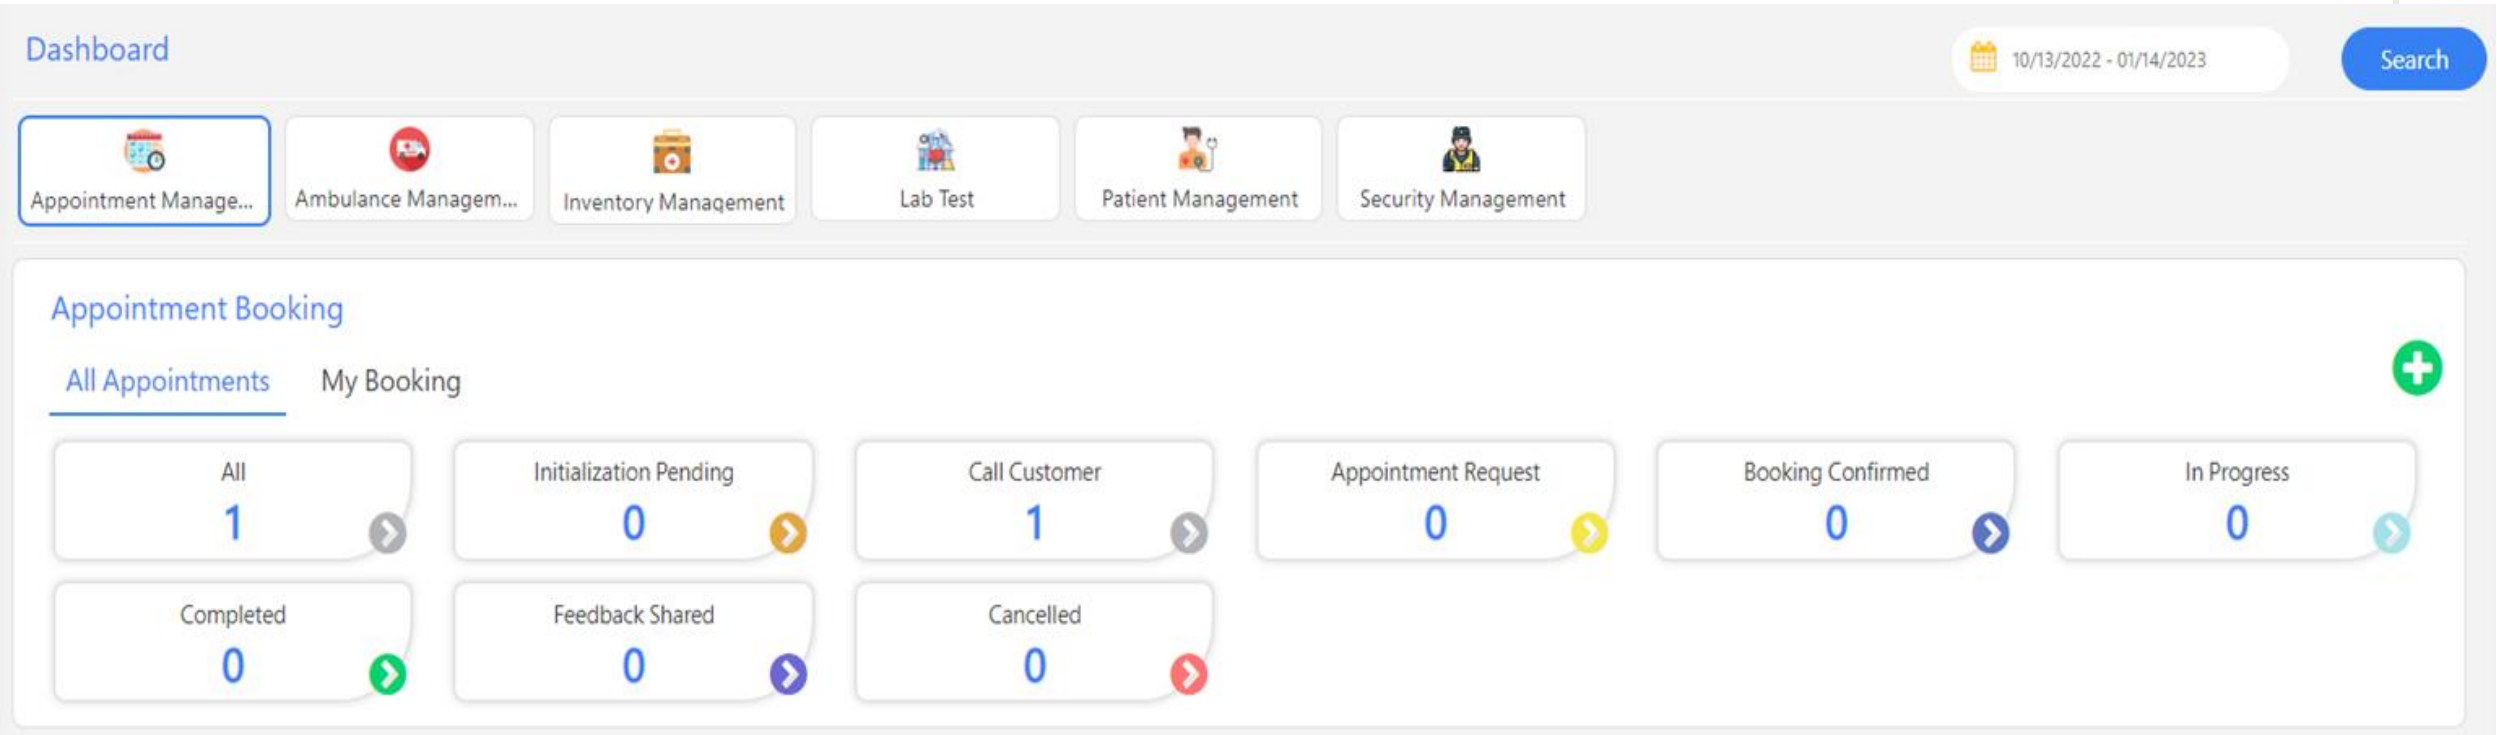 Dashboard
10/13/2022 - 01/14/2023
Search
Appointment Manage...
Ambulance Managem...
Inventory Management
Lab Test
Patient Management
Security Management
Appointment Booking
All Appointments
My Booking
All
1
Initialization Pending
0
Call Customer
1
Appointment Request
0
Booking Confirmed
0
In Progress
0
Completed
0
Feedback Shared
0
Cancelled
0